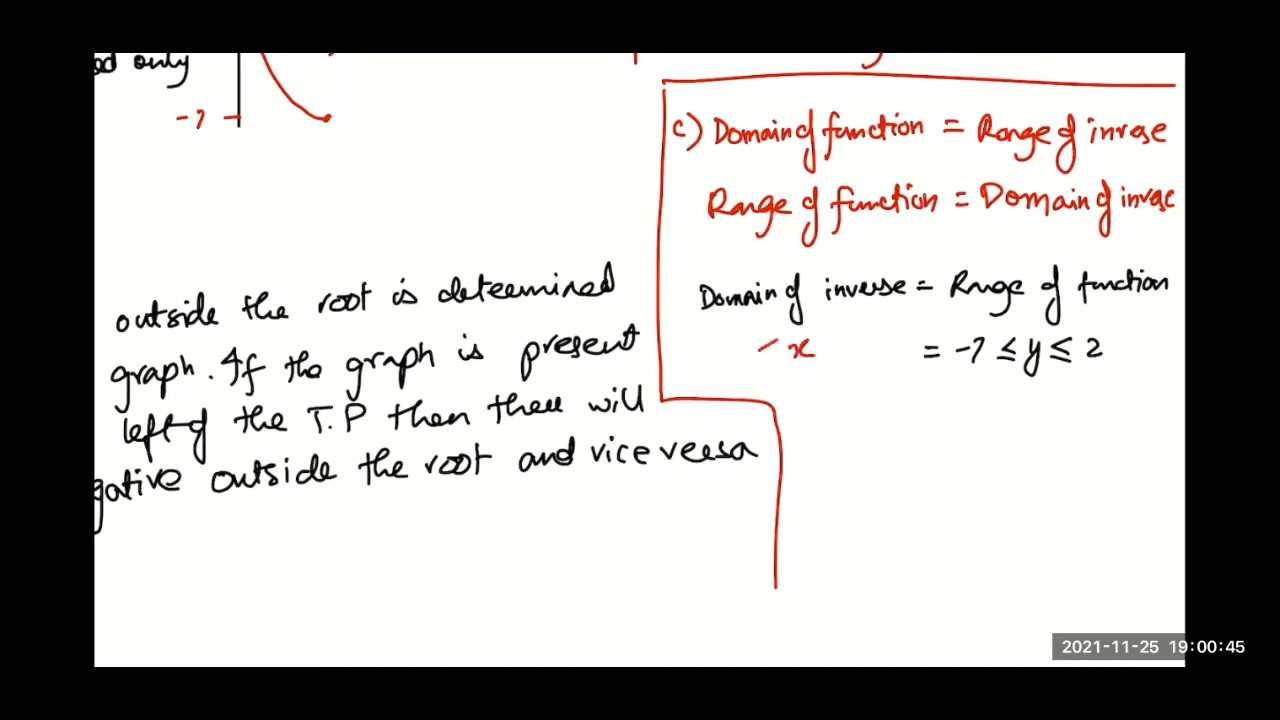 only
-7
c) Domain of function = Range of inverse
Range of function = Domain of inverse
Domain of inverse = Range of function
x = -7 ≤ y ≤ 2
outside the root is determined
graph. If the graph is present
left of the T.P then there will
gative outside the root and vice versa
2021-11-25 19:00:45